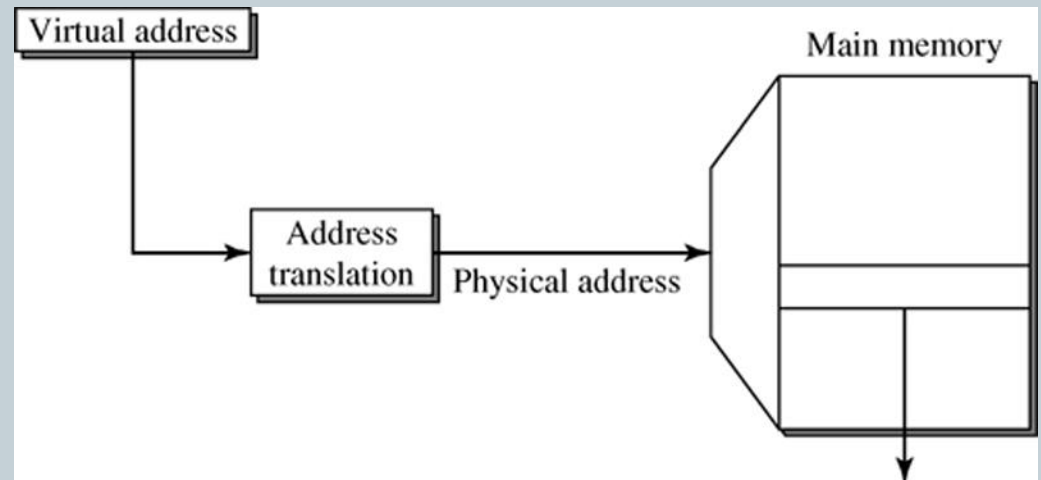 Virtual address
Main memory
Address
translation
Physical address